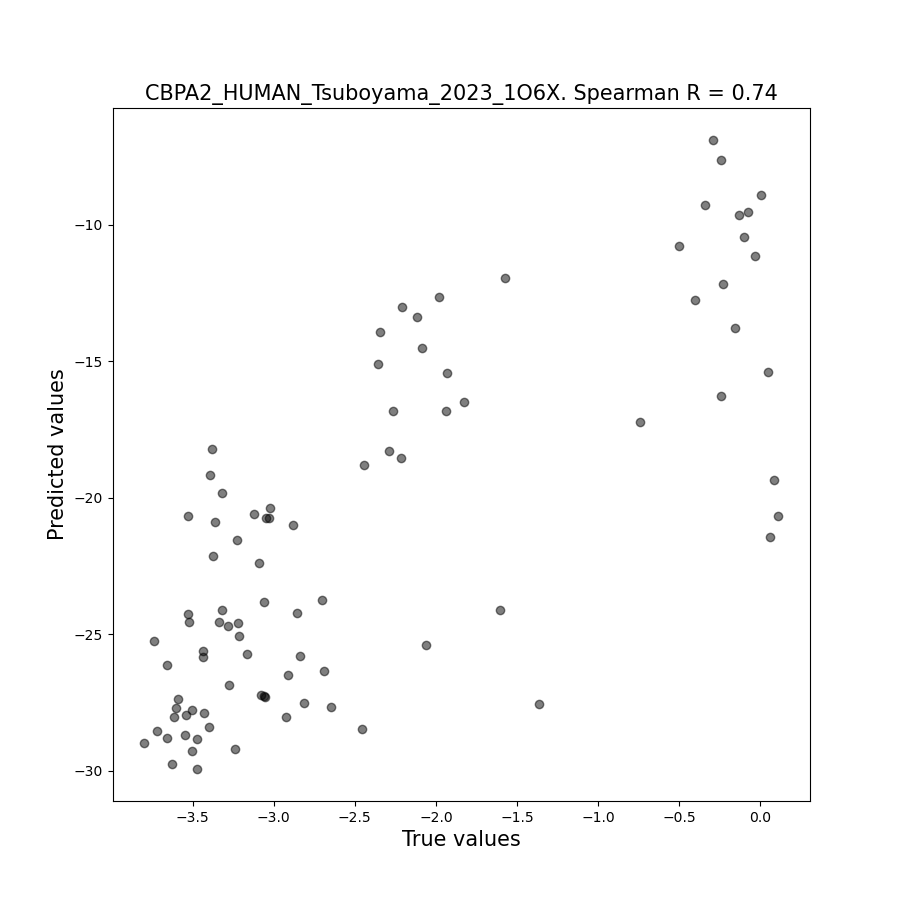 CBPA2_HUMAN_Tsuboyama_2023_1O6X. Spearman R = 0.74
Predicted values
−10
−15
−20
−25
−30
−3.5 −3.0 −2.5 −2.0 −1.5 −1.0 −0.5 0.0
True values